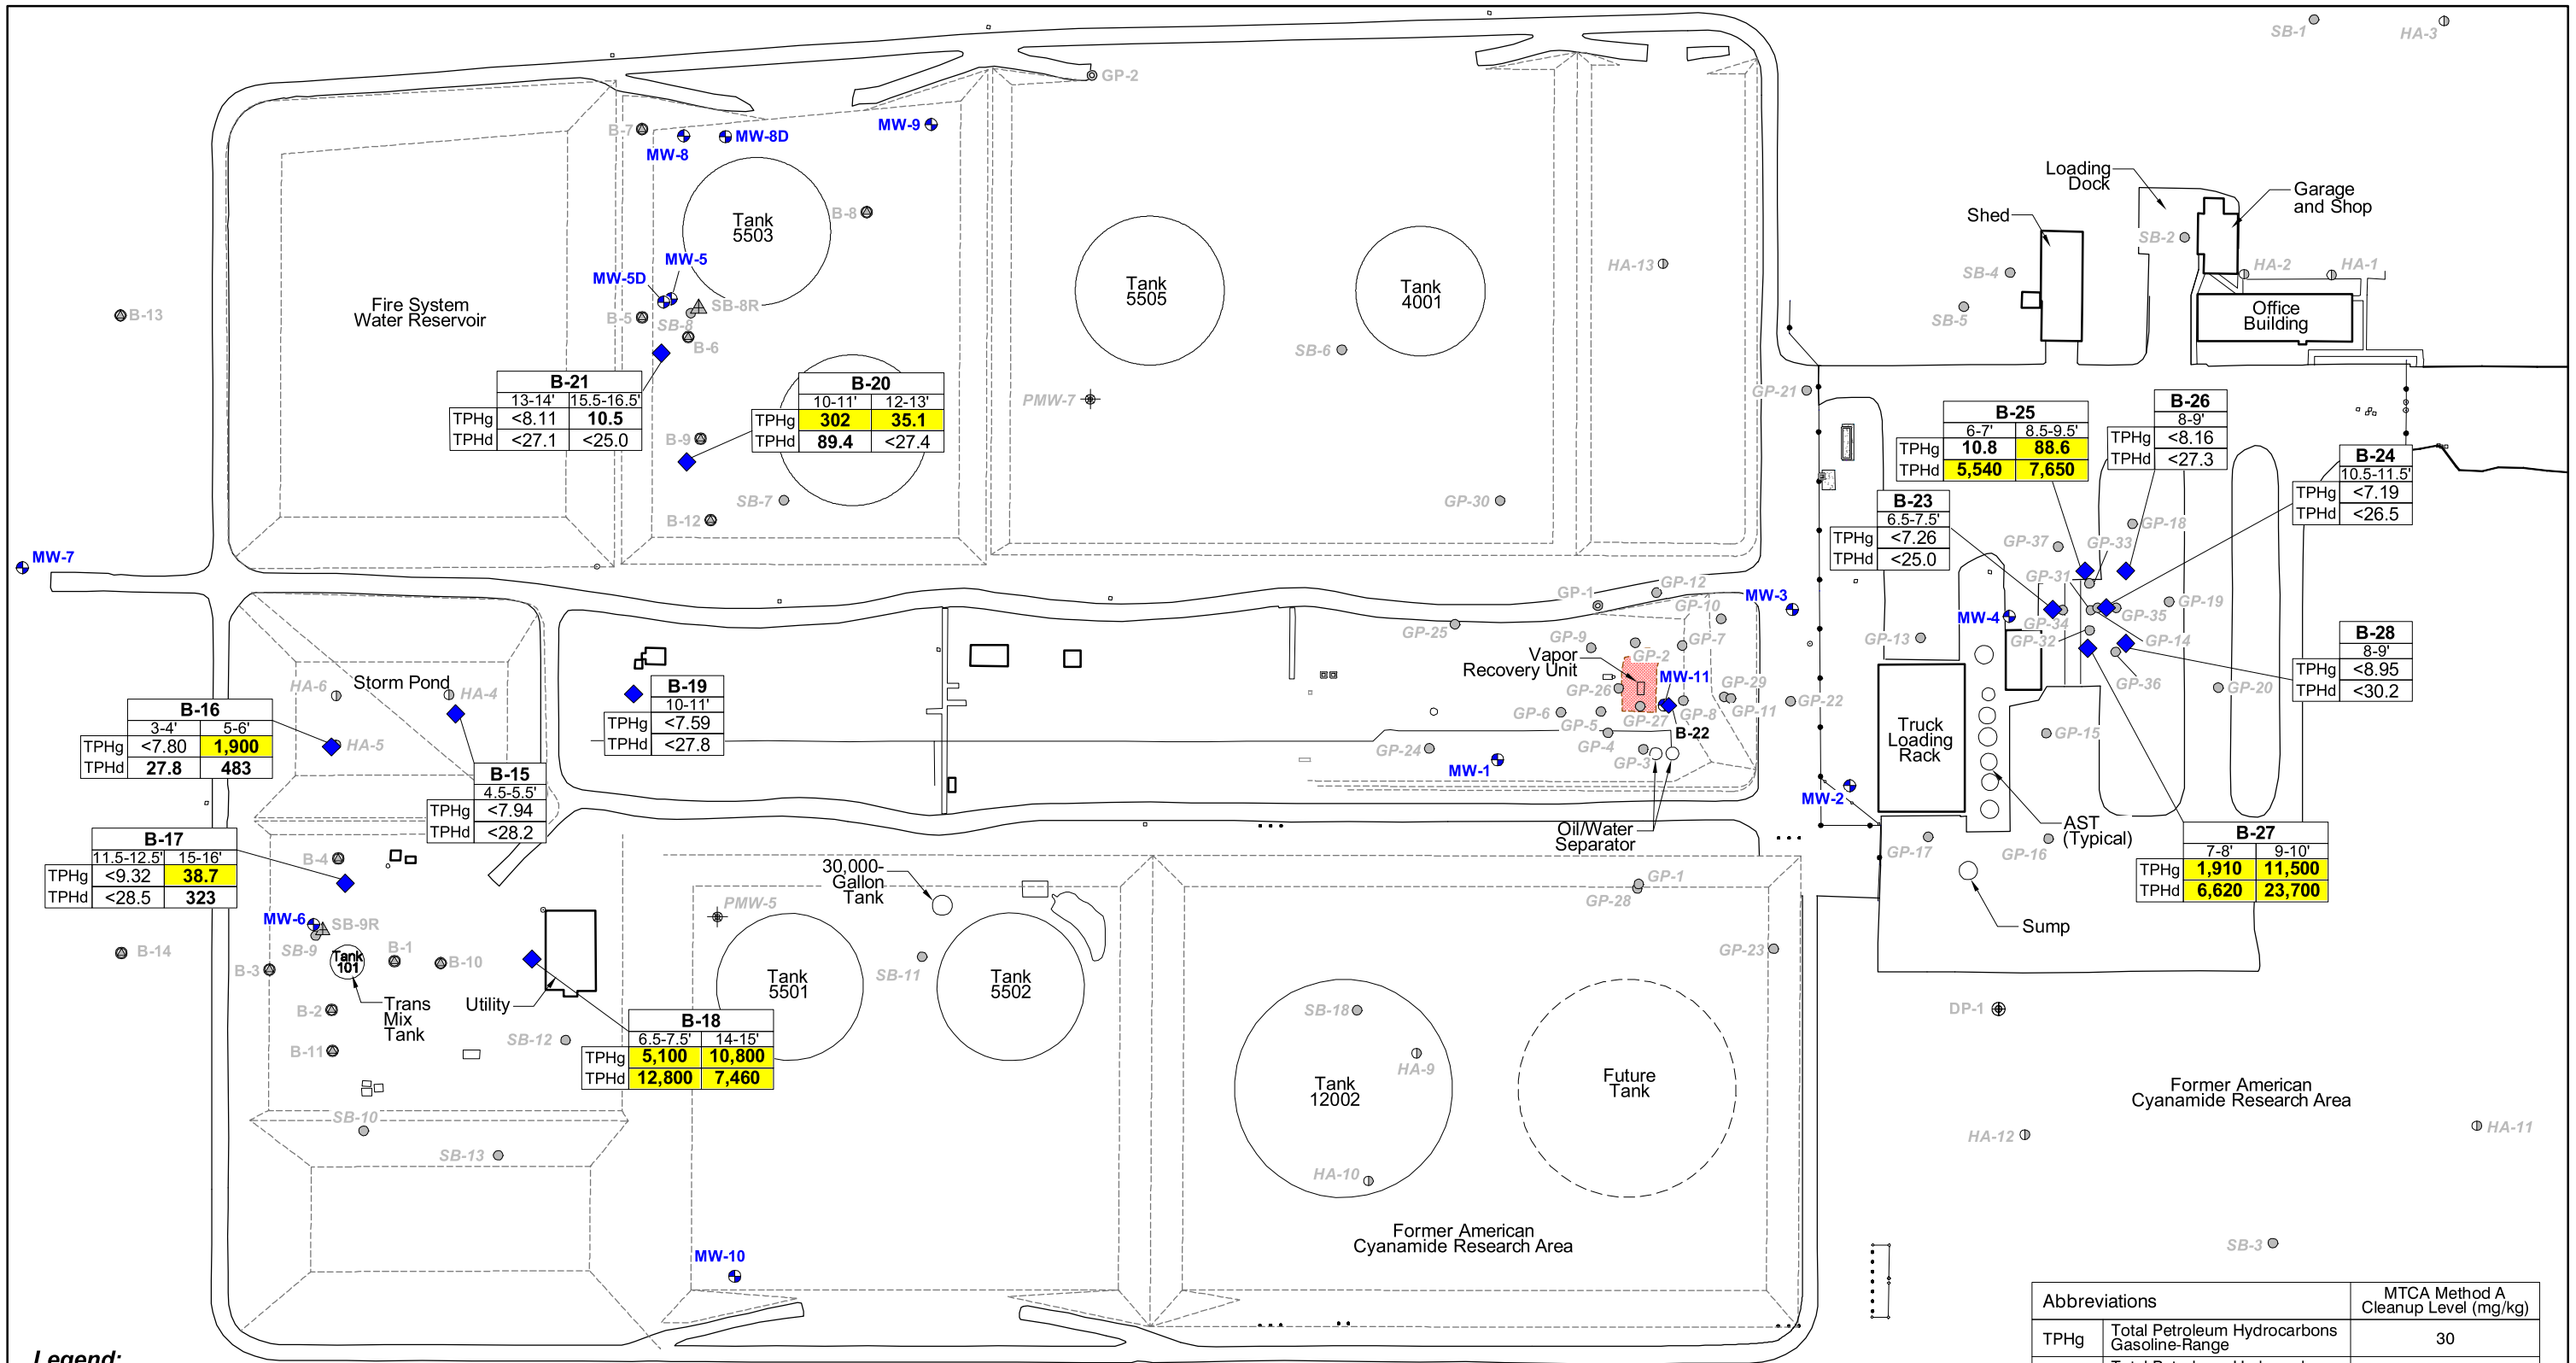 SB-1
HA-3
GP-2
B-7
MW-8
MW-8D
MW-9
Tank
5503
B-8
Loading
Dock
Garage
and Shop
Shed
SB-2
SB-4
HA-2
HA-1
SB-5
Office
Building
MW-5
MW-5D
SB-8R
B-5
SB-8
B-6
B-13
Fire System
Water Reservoir
Tank
5505
Tank
4001
HA-13
SB-6
PMW-7
GP-21
B-21
13-14' 15.5-16.5'
TPHg <8.11 10.5
TPHd <27.1 <25.0
B-20
10-11' 12-13'
TPHg 302 35.1
TPHd 89.4 <27.4
B-9
SB-7
B-12
GP-30
B-25
6-7' 8.5-9.5'
TPHg 10.8 88.6
TPHd 5,540 7,650
B-26
8-9'
TPHg <8.16
TPHd <27.3
B-24
10.5-11.5'
TPHg <7.19
TPHd <26.5
B-23
6.5-7.5'
TPHg <7.26
TPHd <25.0
GP-18
GP-37
GP-33
GP-31
GP-19
GP-35
GP-34
GP-14
GP-32
GP-36
GP-20
GP-13
GP-15
MW-4
B-28
8-9'
TPHg <8.95
TPHd <30.2
MW-7
GP-12
GP-1
GP-10
MW-3
GP-25
GP-9
GP-7
GP-2
Vapor
Recovery Unit
MW-11
GP-26
GP-29
GP-6
GP-5
GP-27
GP-8
GP-11
GP-22
B-22
GP-24
GP-4
GP-3
MW-1
MW-2
Oil/Water
Separator
HA-6
Storm Pond
HA-4
HA-5
B-16
3-4' 5-6'
TPHg <7.80 1,900
TPHd 27.8 483
B-19
10-11'
TPHg <7.59
TPHd <27.8
B-15
4.5-5.5'
TPHg <7.94
TPHd <28.2
B-17
11.5-12.5' 15-16'
TPHg <9.32 38.7
TPHd <28.5 323
Truck
Loading
Rack
AST
(Typical)
GP-17
GP-16
Sump
B-27
7-8' 9-10'
TPHg 1,910 11,500
TPHd 6,620 23,700
B-4
MW-6
SB-9R
SB-9
B-14
B-3
Tank
101
B-1
B-10
B-2
Trans
Mix
Tank
Utility
B-11
SB-12
SB-10
SB-13
B-18
6.5-7.5' 14-15'
TPHg 5,100 10,800
TPHd 12,800 7,460
30,000-
Gallon
Tank
PMW-5
Tank
5501
SB-11
Tank
5502
GP-1
GP-28
GP-23
SB-18
HA-9
Tank
12002
Future
Tank
HA-10
DP-1
Former American
Cyanamide Research Area
HA-12
HA-11
Former American
Cyanamide Research Area
MW-10
SB-3
Abbreviations
MTCA Method A
Cleanup Level (mg/kg)
TPHg Total Petroleum Hydrocarbons
Gasoline-Range
30
Legend: